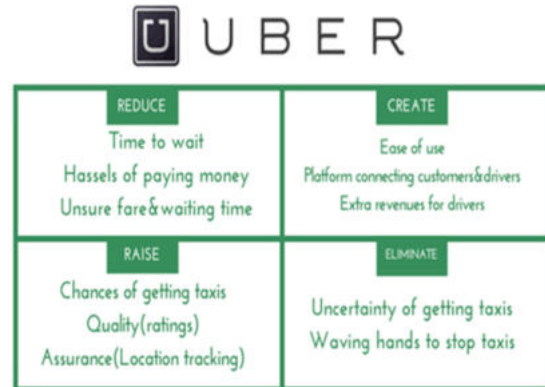 UBER
REDUCE
Time to wait
Hassels of paying money
Unsure fare&waiting time
CREATE
Ease of use
Platform connecting customers&drivers
Extra revenues for drivers
RAISE
Chances of getting taxis
Quality(ratings)
Assurance(Location tracking)
ELIMINATE
Uncertainty of getting taxis
Waving hands to stop taxis